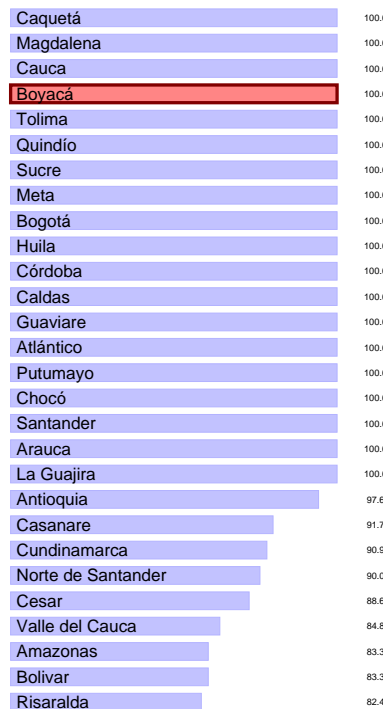 Caquetá 100.0
Magdalena 100.0
Cauca 100.0
Boyacá 100.0
Tolima 100.0
Quindío 100.0
Sucre 100.0
Meta 100.0
Bogotá 100.0
Huila 100.0
Córdoba 100.0
Caldas 100.0
Guaviare 100.0
Atlántico 100.0
Putumayo 100.0
Chocó 100.0
Santander 100.0
Arauca 100.0
La Guajira 100.0
Antioquia 97.6
Casanare 91.7
Cundinamarca 90.9
Norte de Santander 90.0
Cesar 88.6
Valle del Cauca 84.8
Amazonas 83.3
Bolivar 83.3
Risaralda 82.4